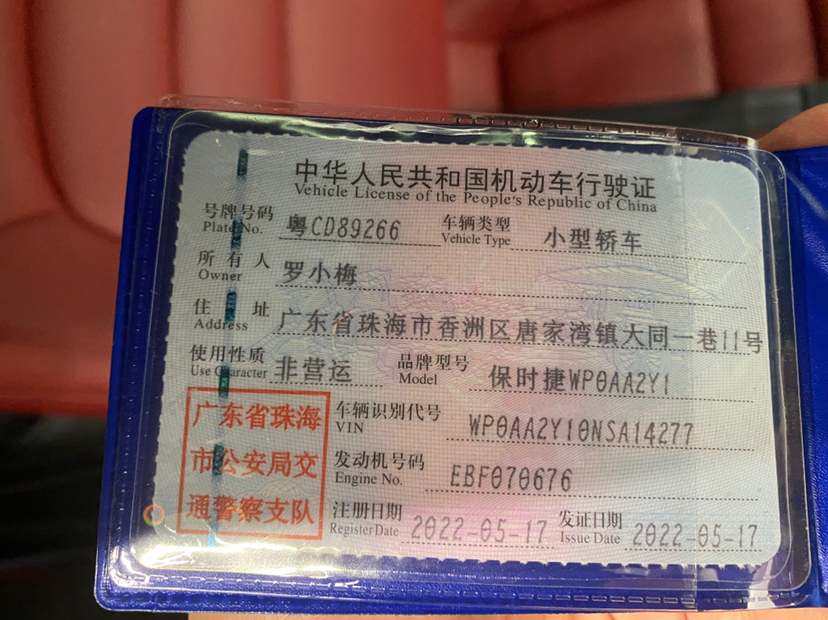 中华人民共和国机动车行驶证
Vehicle License of the People's Republic of China
号牌号码 粤CD89266 车辆类型 小型轿车
Plate No. Vehicle Type
所有人 罗小梅
Owner
住址 广东省珠海市香洲区唐家湾镇大同一巷11号
Address
使用性质 非营运 品牌型号 保时捷WP0AA2Y1
Use Character Model
广东省珠海
市公安局交
通警察支队
车辆识别代号 WP0AA2Y10NSA14277
VIN
发动机号码 EBF070676
Engine No.
注册日期 2022-05-17 发证日期 2022-05-17
Register Date Issue Date